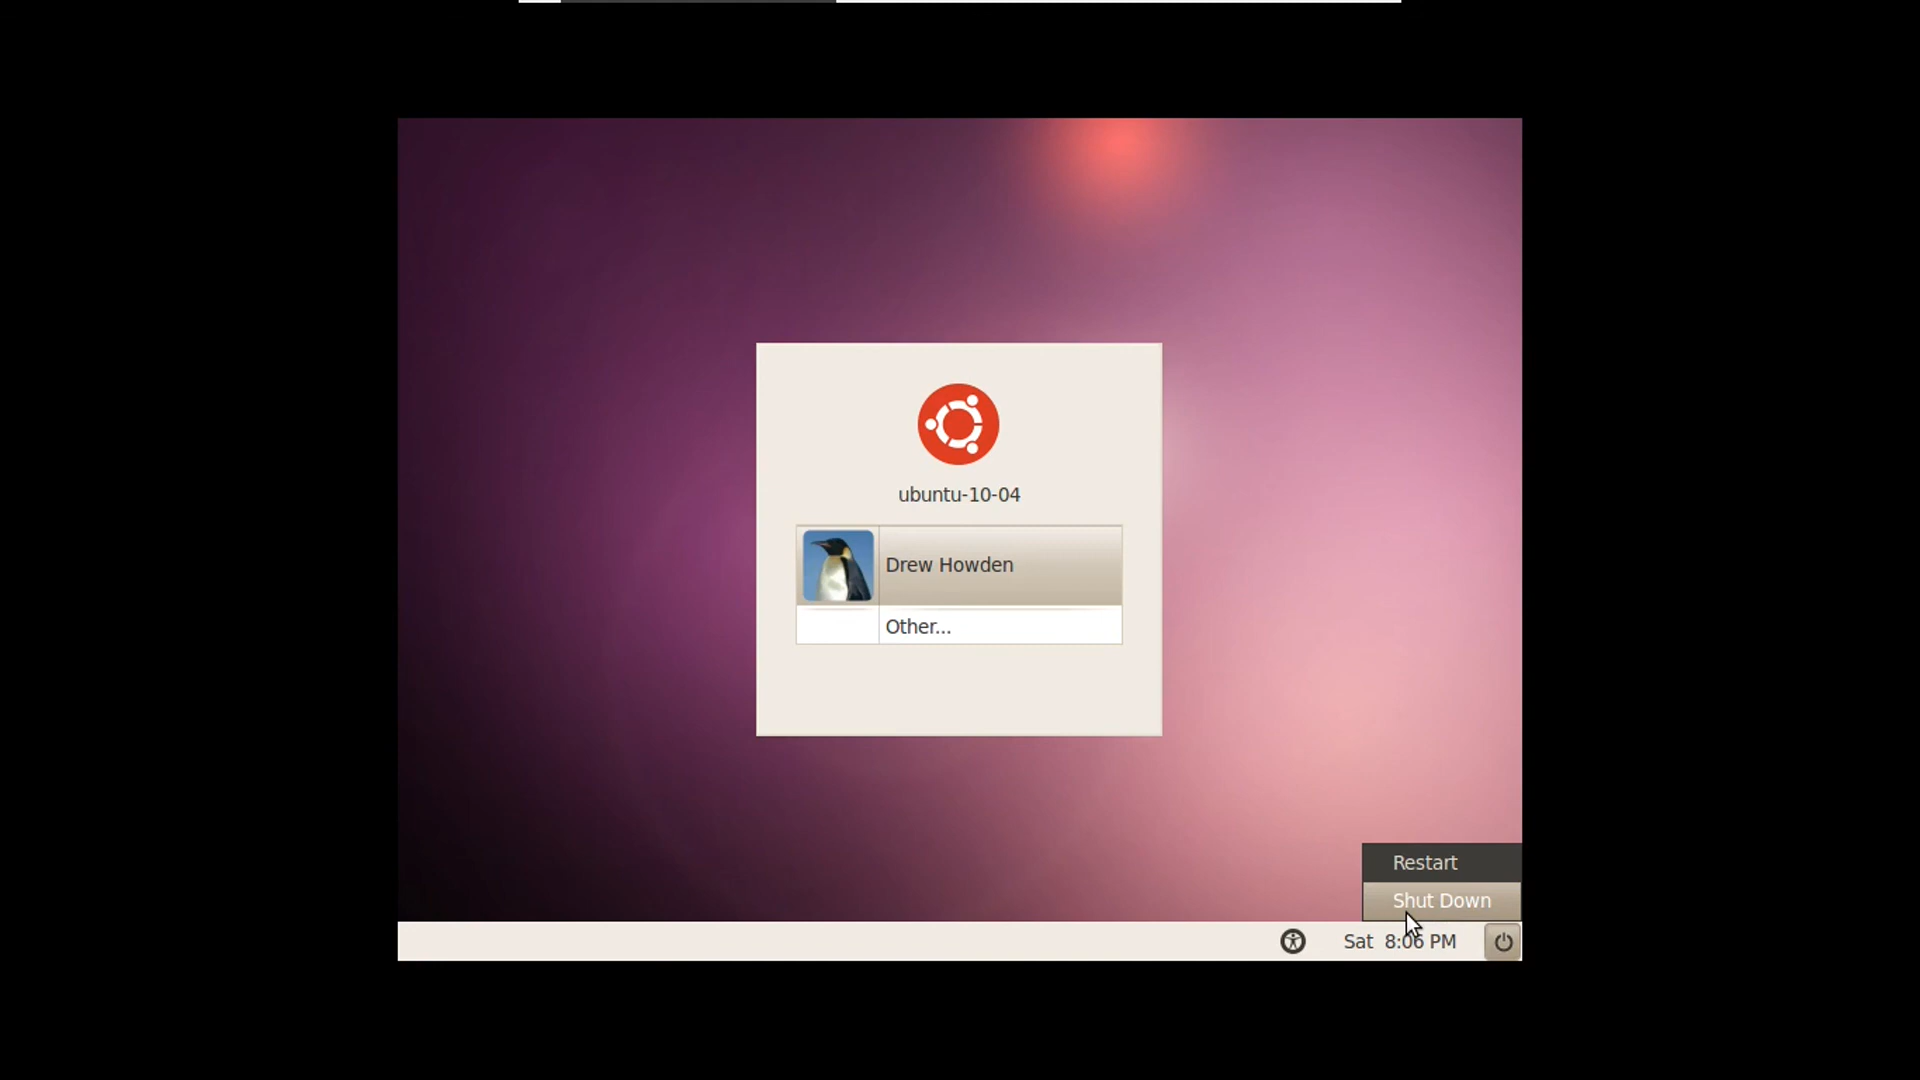 ubuntu-10-04
Drew Howden
Other...
Restart
Shut Down
Sat 8:06 PM